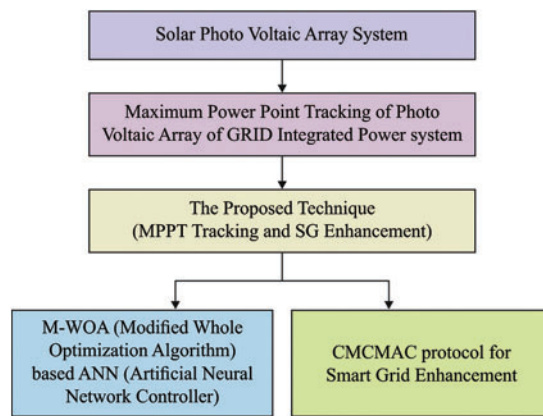 Solar Photo Voltaic Array System
Maximum Power Point Tracking of Photo
Voltaic Array of GRID Integrated Power system
The Proposed Technique
(MPPT Tracking and SG Enhancement)
M-WOA (Modified Whole
Optimization Algorithm)
based ANN (Artificial Neural
Network Controller)
CMCMAC protocol for
Smart Grid Enhancement